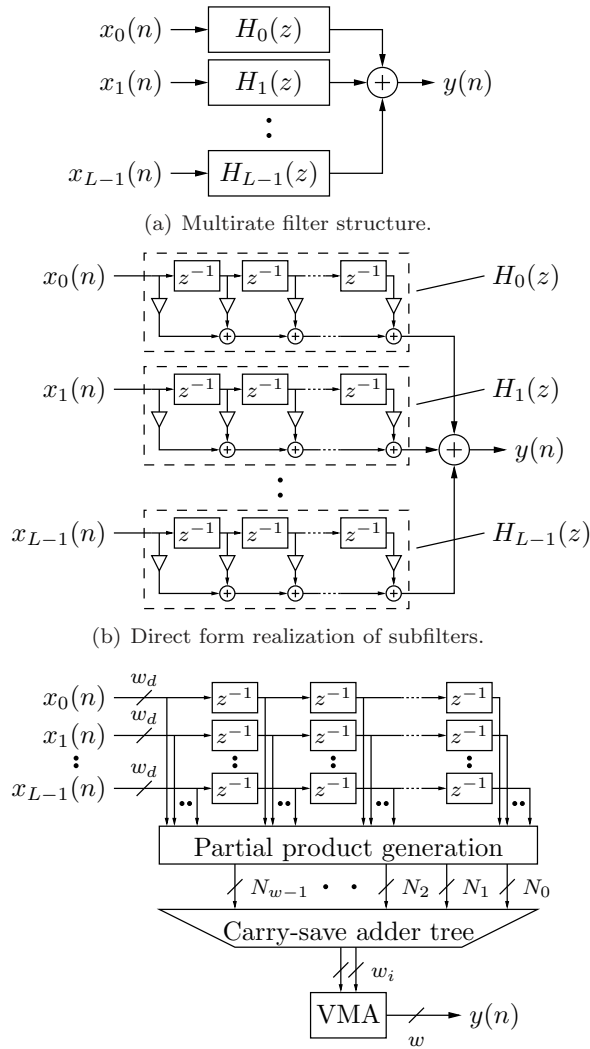 x_0(n) H_0(z)
x_1(n) H_1(z) + y(n)
x_{L−1}(n) H_{L−1}(z)
(a) Multirate filter structure.
x_0(n) z^{−1} z^{−1} z^{−1} H_0(z)
+ + +
x_1(n) z^{−1} z^{−1} z^{−1} H_1(z)
+ + + + y(n)
x_{L−1}(n) z^{−1} z^{−1} z^{−1} H_{L−1}(z)
+ + +
(b) Direct form realization of subfilters.
x_0(n) w_d z^{−1} z^{−1} z^{−1}
x_1(n) w_d z^{−1} z^{−1} z^{−1}
x_{L−1}(n) w_d z^{−1} z^{−1} z^{−1}
Partial product generation
N_{w−1} N_2 N_1 N_0
Carry-save adder tree
w_i
VMA y(n)
w